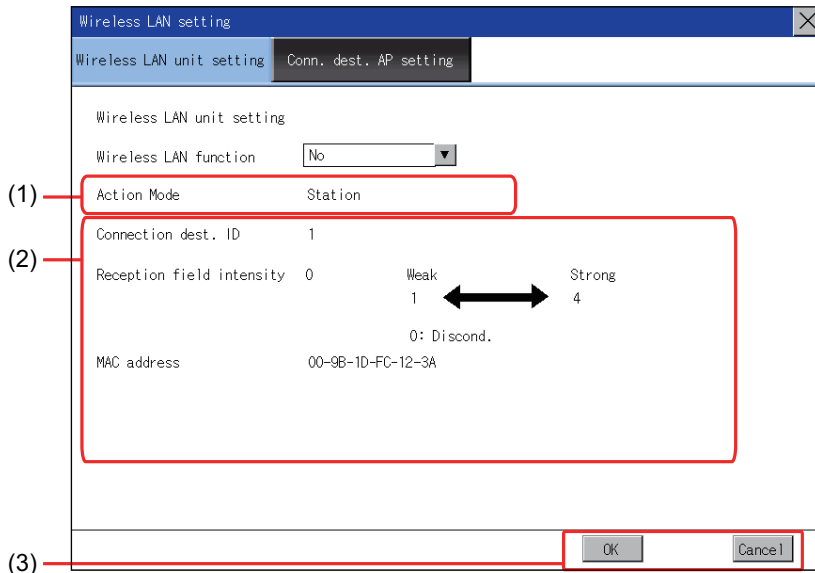 Wireless LAN setting
Wireless LAN unit setting
Conn. dest. AP setting
Wireless LAN unit setting
Wireless LAN function No
(1) Action Mode Station
Connection dest. ID 1
(2)
Reception field intensity 0 Weak Strong
1 4
0: Discond.
MAC address 00-9B-1D-FC-12-3A
OK Cancel
(3)